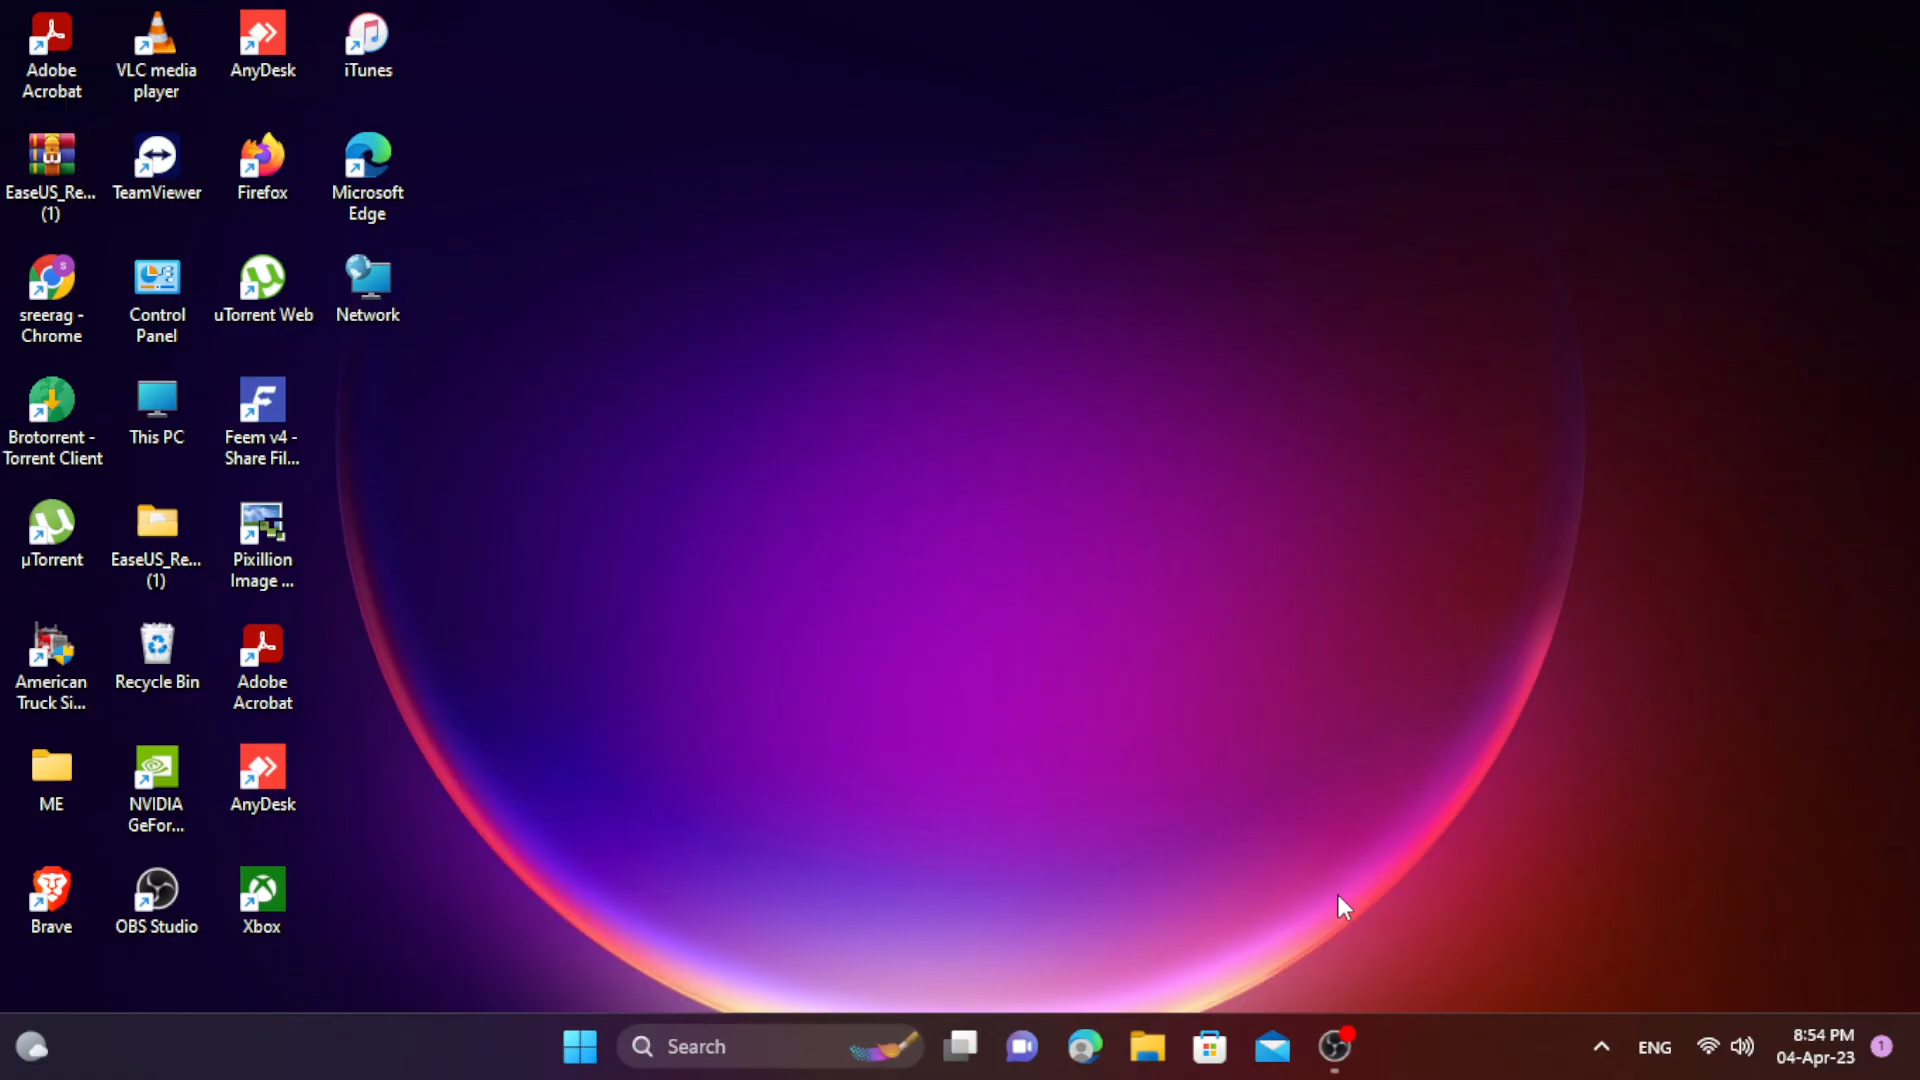 Adobe
Acrobat
VLC media
player
AnyDesk
iTunes
EaseUS_Re...
(1)
TeamViewer
Firefox
Microsoft
Edge
sreerag -
Chrome
Control
Panel
uTorrent Web
Network
Brotorrent -
Torrent Client
This PC
Feem v4 -
Share Fil...
µTorrent
EaseUS_Re...
(1)
Pixillion
Image ...
American
Truck Si...
Recycle Bin
Adobe
Acrobat
ME
NVIDIA
GeFor...
AnyDesk
Brave
OBS Studio
Xbox
Search
ENG
8:54 PM
04-Apr-23
1